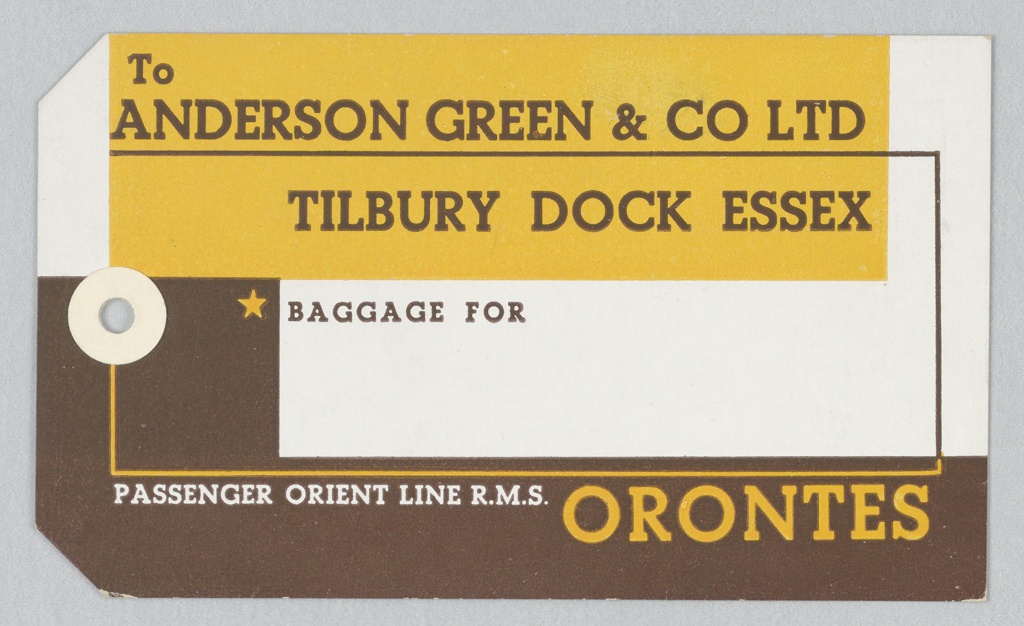 To
ANDERSON GREEN & CO LTD
TILBURY DOCK ESSEX
BAGGAGE FOR
PASSENGER ORIENT LINE R.M.S. ORONTES